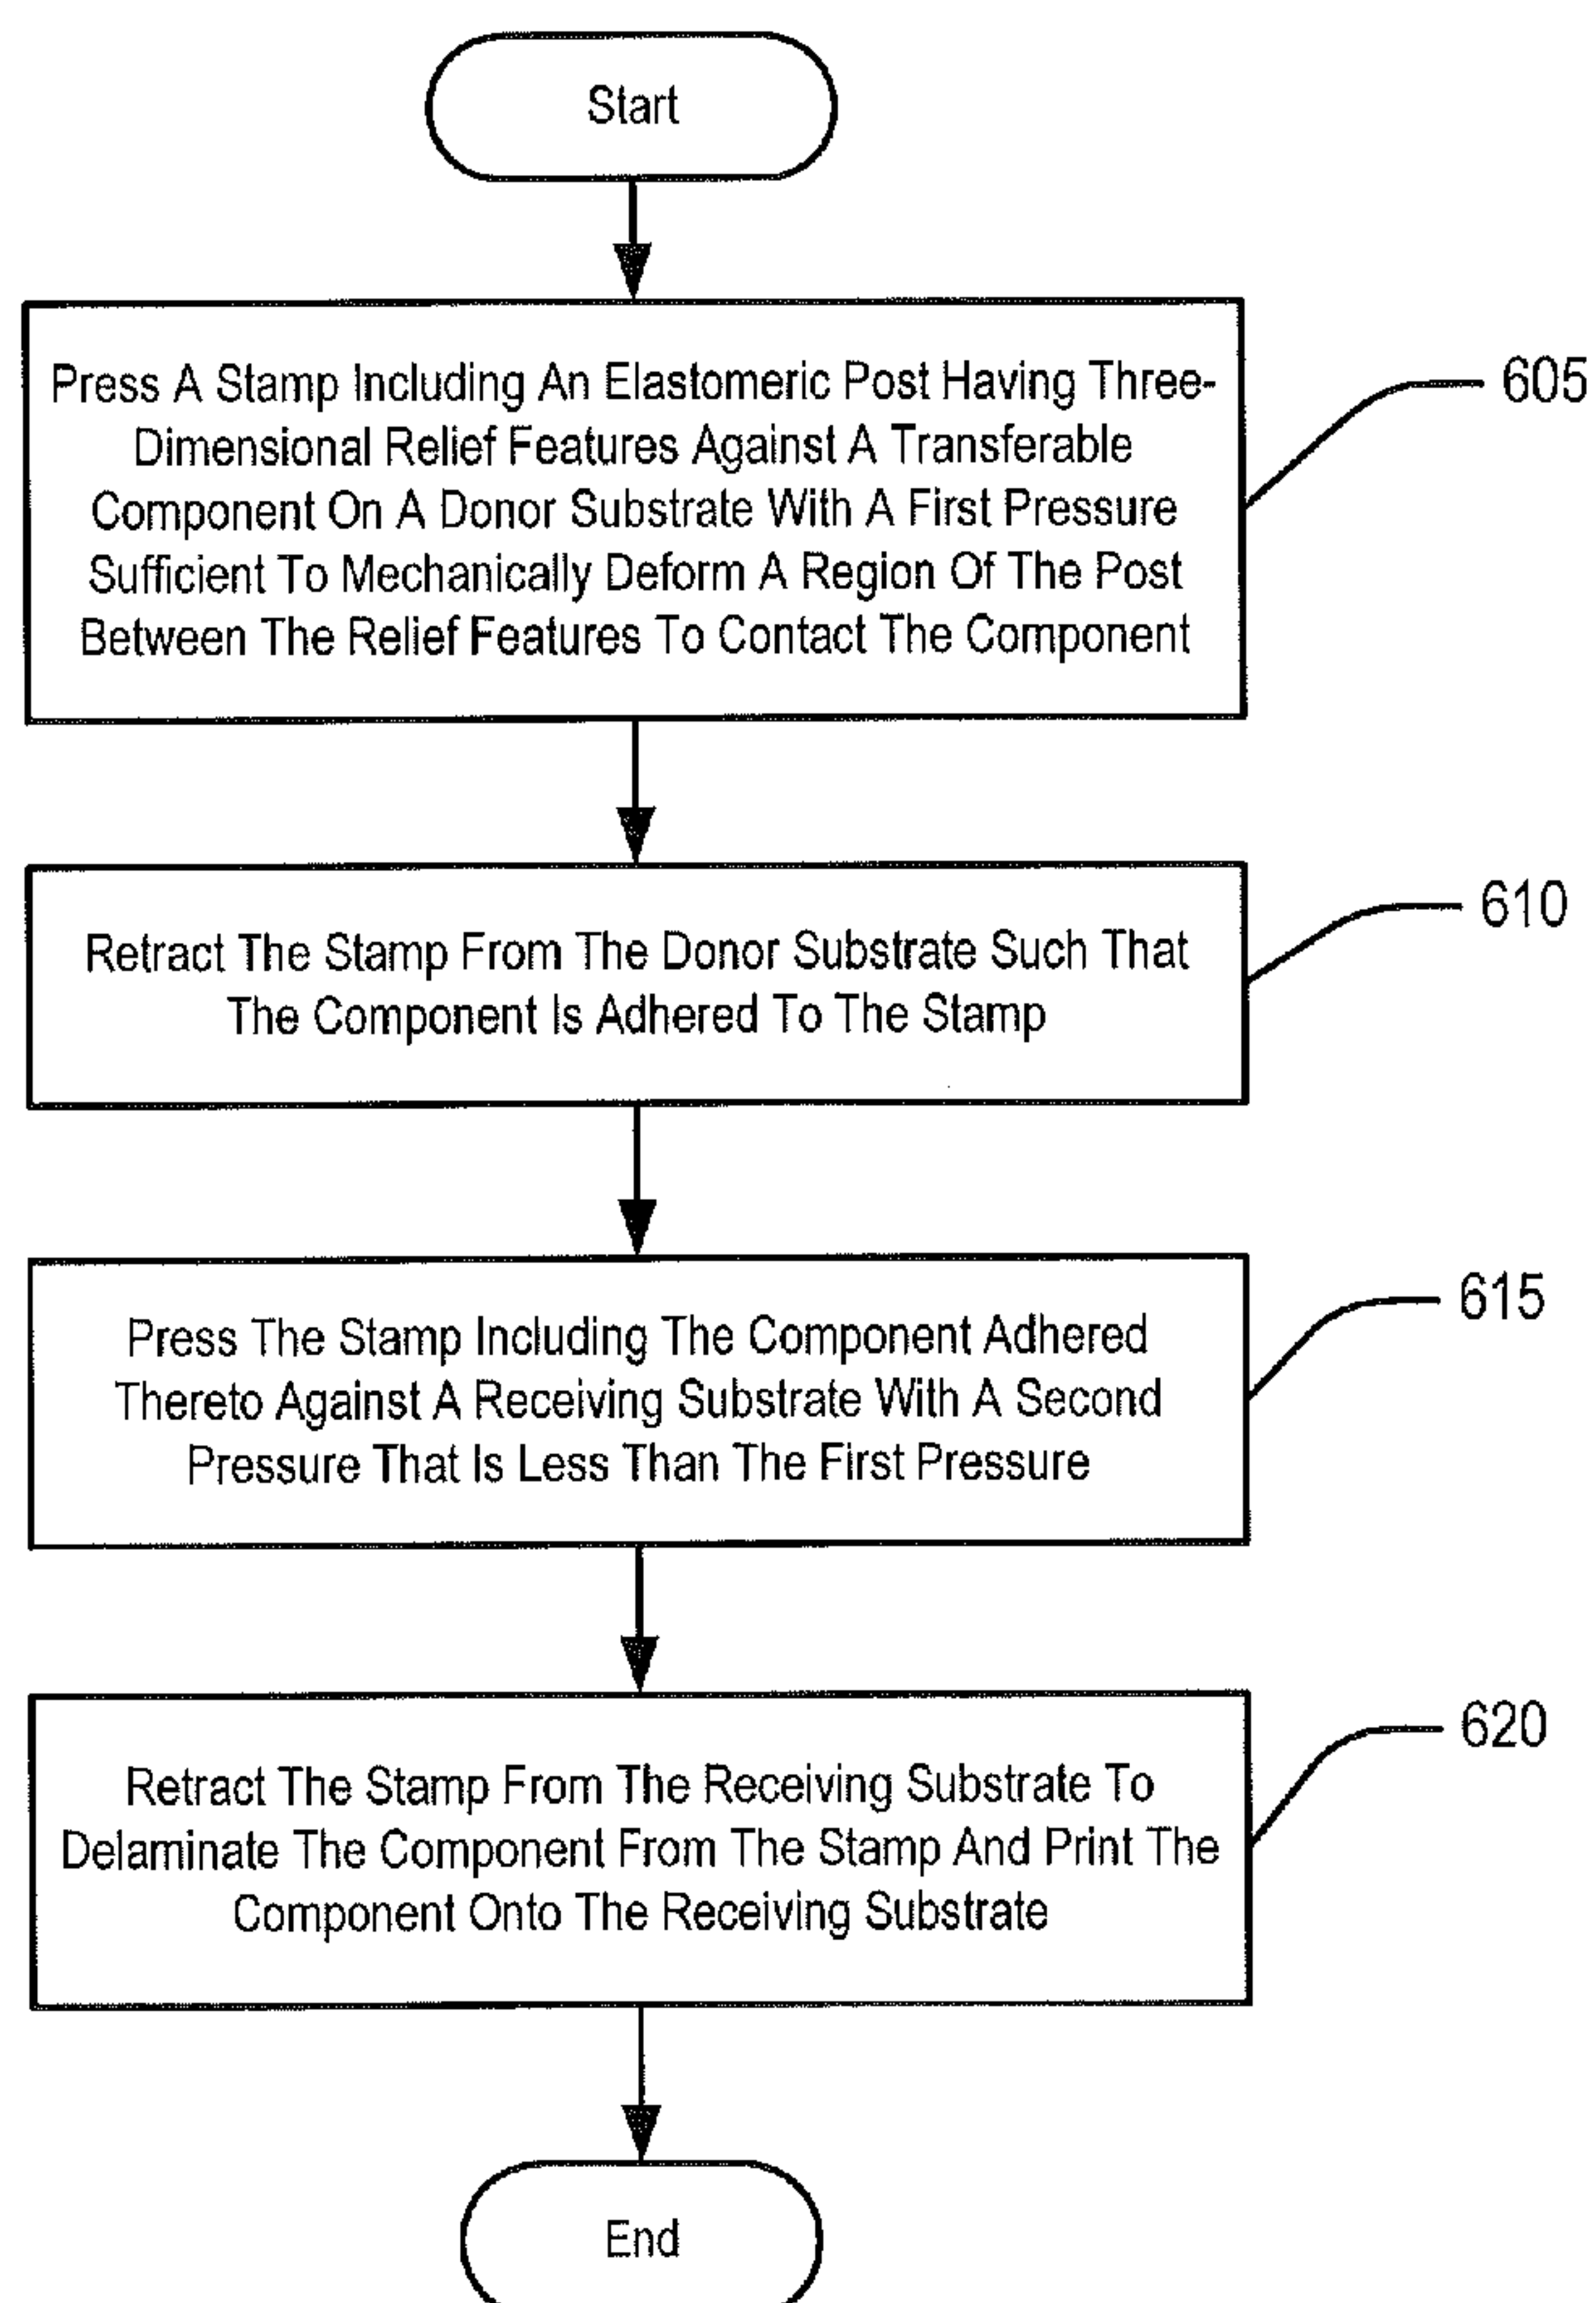 Start
Press A Stamp Including An Elastomeric Post Having Three-
Dimensional Relief Features Against A Transferable
Component On A Donor Substrate With A First Pressure
Sufficient To Mechanically Deform A Region Of The Post
Between The Relief Features To Contact The Component
605
Retract The Stamp From The Donor Substrate Such That
The Component Is Adhered To The Stamp
610
Press The Stamp Including The Component Adhered
Thereto Against A Receiving Substrate With A Second
Pressure That Is Less Than The First Pressure
615
Retract The Stamp From The Receiving Substrate To
Delaminate The Component From The Stamp And Print The
Component Onto The Receiving Substrate
620
End